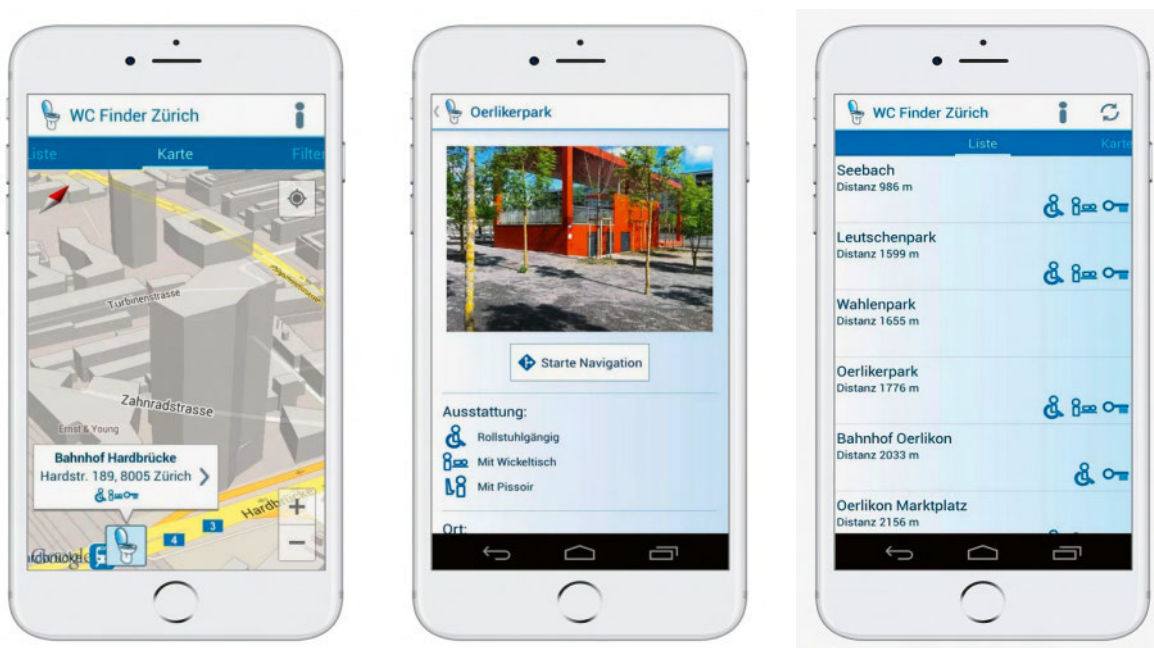 WC Finder Zürich
Liste Karte Filter
Turbinenstrasse
Zahnradstrasse
Ernst & Young
Bahnhof Hardbrücke
Hardstr. 189, 8005 Zürich
3
4
Google
Oerlikerpark
Starte Navigation
Ausstattung:
Rollstuhlgängig
Mit Wickeltisch
Mit Pissoir
Ort:
WC Finder Zürich
Liste Karte
Seebach
Distanz 986 m
Leutschenpark
Distanz 1599 m
Wahlenpark
Distanz 1655 m
Oerlikerpark
Distanz 1776 m
Bahnhof Oerlikon
Distanz 2033 m
Oerlikon Marktplatz
Distanz 2156 m